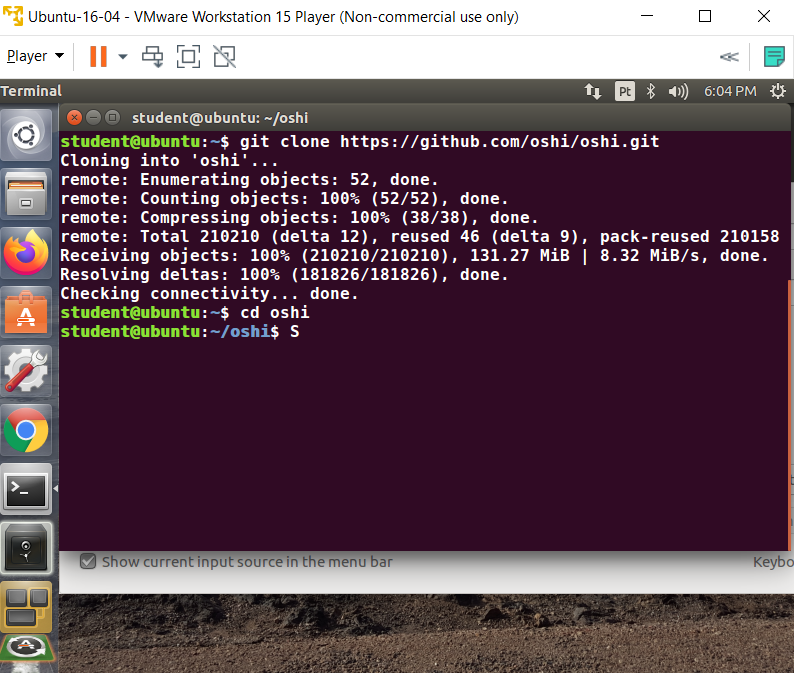 Ubuntu-16-04 - VMware Workstation 15 Player (Non-commercial use only)
Player
Terminal
Pt
6:04 PM
student@ubuntu: ~/oshi
student@ubuntu:~$ git clone https://github.com/oshi/oshi.git
Cloning into 'oshi'...
remote: Enumerating objects: 52, done.
remote: Counting objects: 100% (52/52), done.
remote: Compressing objects: 100% (38/38), done.
remote: Total 210210 (delta 12), reused 46 (delta 9), pack-reused 210158
Receiving objects: 100% (210210/210210), 131.27 MiB | 8.32 MiB/s, done.
Resolving deltas: 100% (181826/181826), done.
Checking connectivity... done.
student@ubuntu:~$ cd oshi
student@ubuntu:~/oshi$ S
Show current input source in the menu bar
Keybo